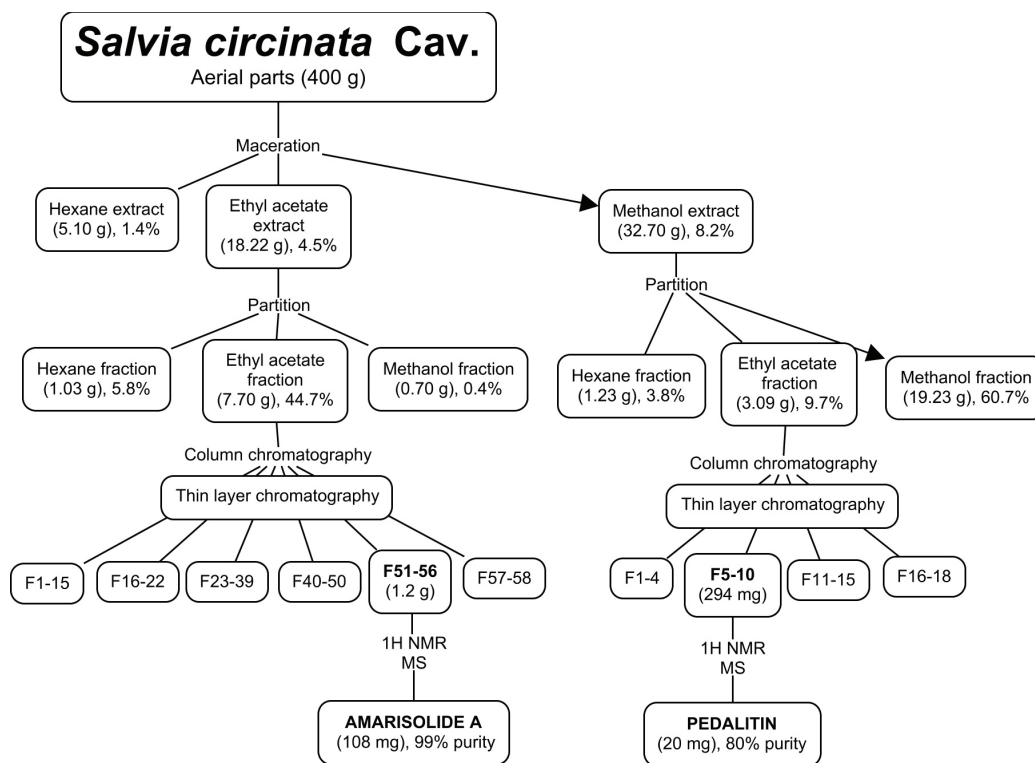 Salvia circinata Cav.
Aerial parts (400 g)
Maceration
Hexane extract
(5.10 g), 1.4%
Ethyl acetate
extract
(18.22 g), 4.5%
Methanol extract
(32.70 g), 8.2%
Partition
Hexane fraction
(1.03 g), 5.8%
Ethyl acetate
fraction
(7.70 g), 44.7%
Methanol fraction
(0.70 g), 0.4%
Column chromatography
Thin layer chromatography
F1-15
F16-22
F23-39
F40-50
F51-56
(1.2 g)
F57-58
1H NMR
MS
AMARISOLIDE A
(108 mg), 99% purity
Partition
Hexane fraction
(1.23 g), 3.8%
Ethyl acetate
fraction
(3.09 g), 9.7%
Methanol fraction
(19.23 g), 60.7%
Column chromatography
Thin layer chromatography
F1-4
F5-10
(294 mg)
F11-15
F16-18
1H NMR
MS
PEDALITIN
(20 mg), 80% purity